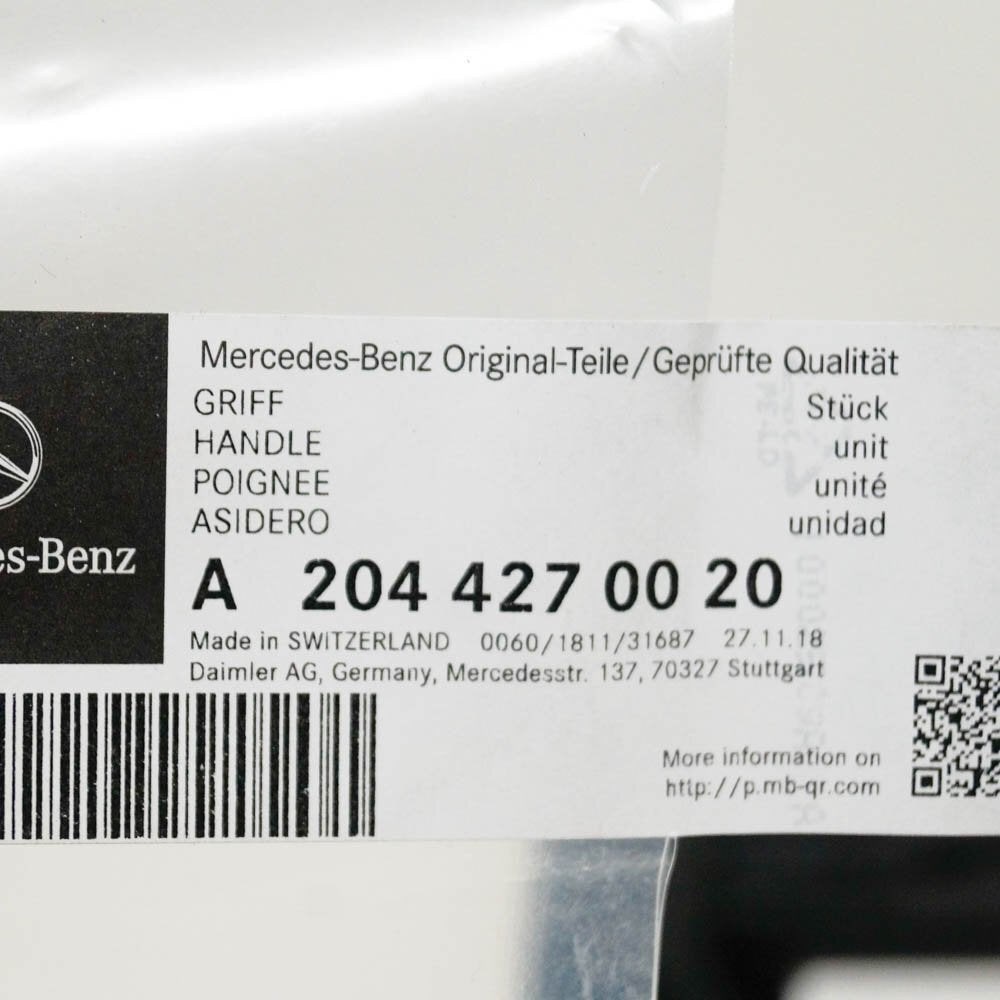 Mercedes-Benz Original-Teile/Geprüfte Qualität
GRIFF Stück
HANDLE unit
POIGNEE unité
ASIDERO unidad
es-Benz
A 204 427 00 20
Made in SWITZERLAND 0060/1811/31687 27.11.18
Daimler AG, Germany, Mercedesstr. 137, 70327 Stuttgart
More information on
http://p.mb-qr.com